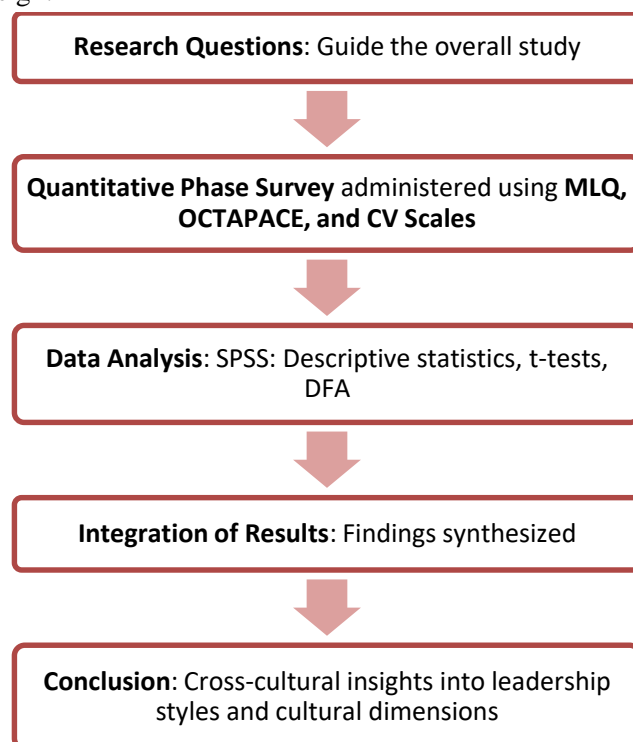 Research Questions: Guide the overall study
Quantitative Phase Survey administered using MLQ,
OCTAPACE, and CV Scales
Data Analysis: SPSS: Descriptive statistics, t-tests,
DFA
Integration of Results: Findings synthesized
Conclusion: Cross-cultural insights into leadership
styles and cultural dimensions